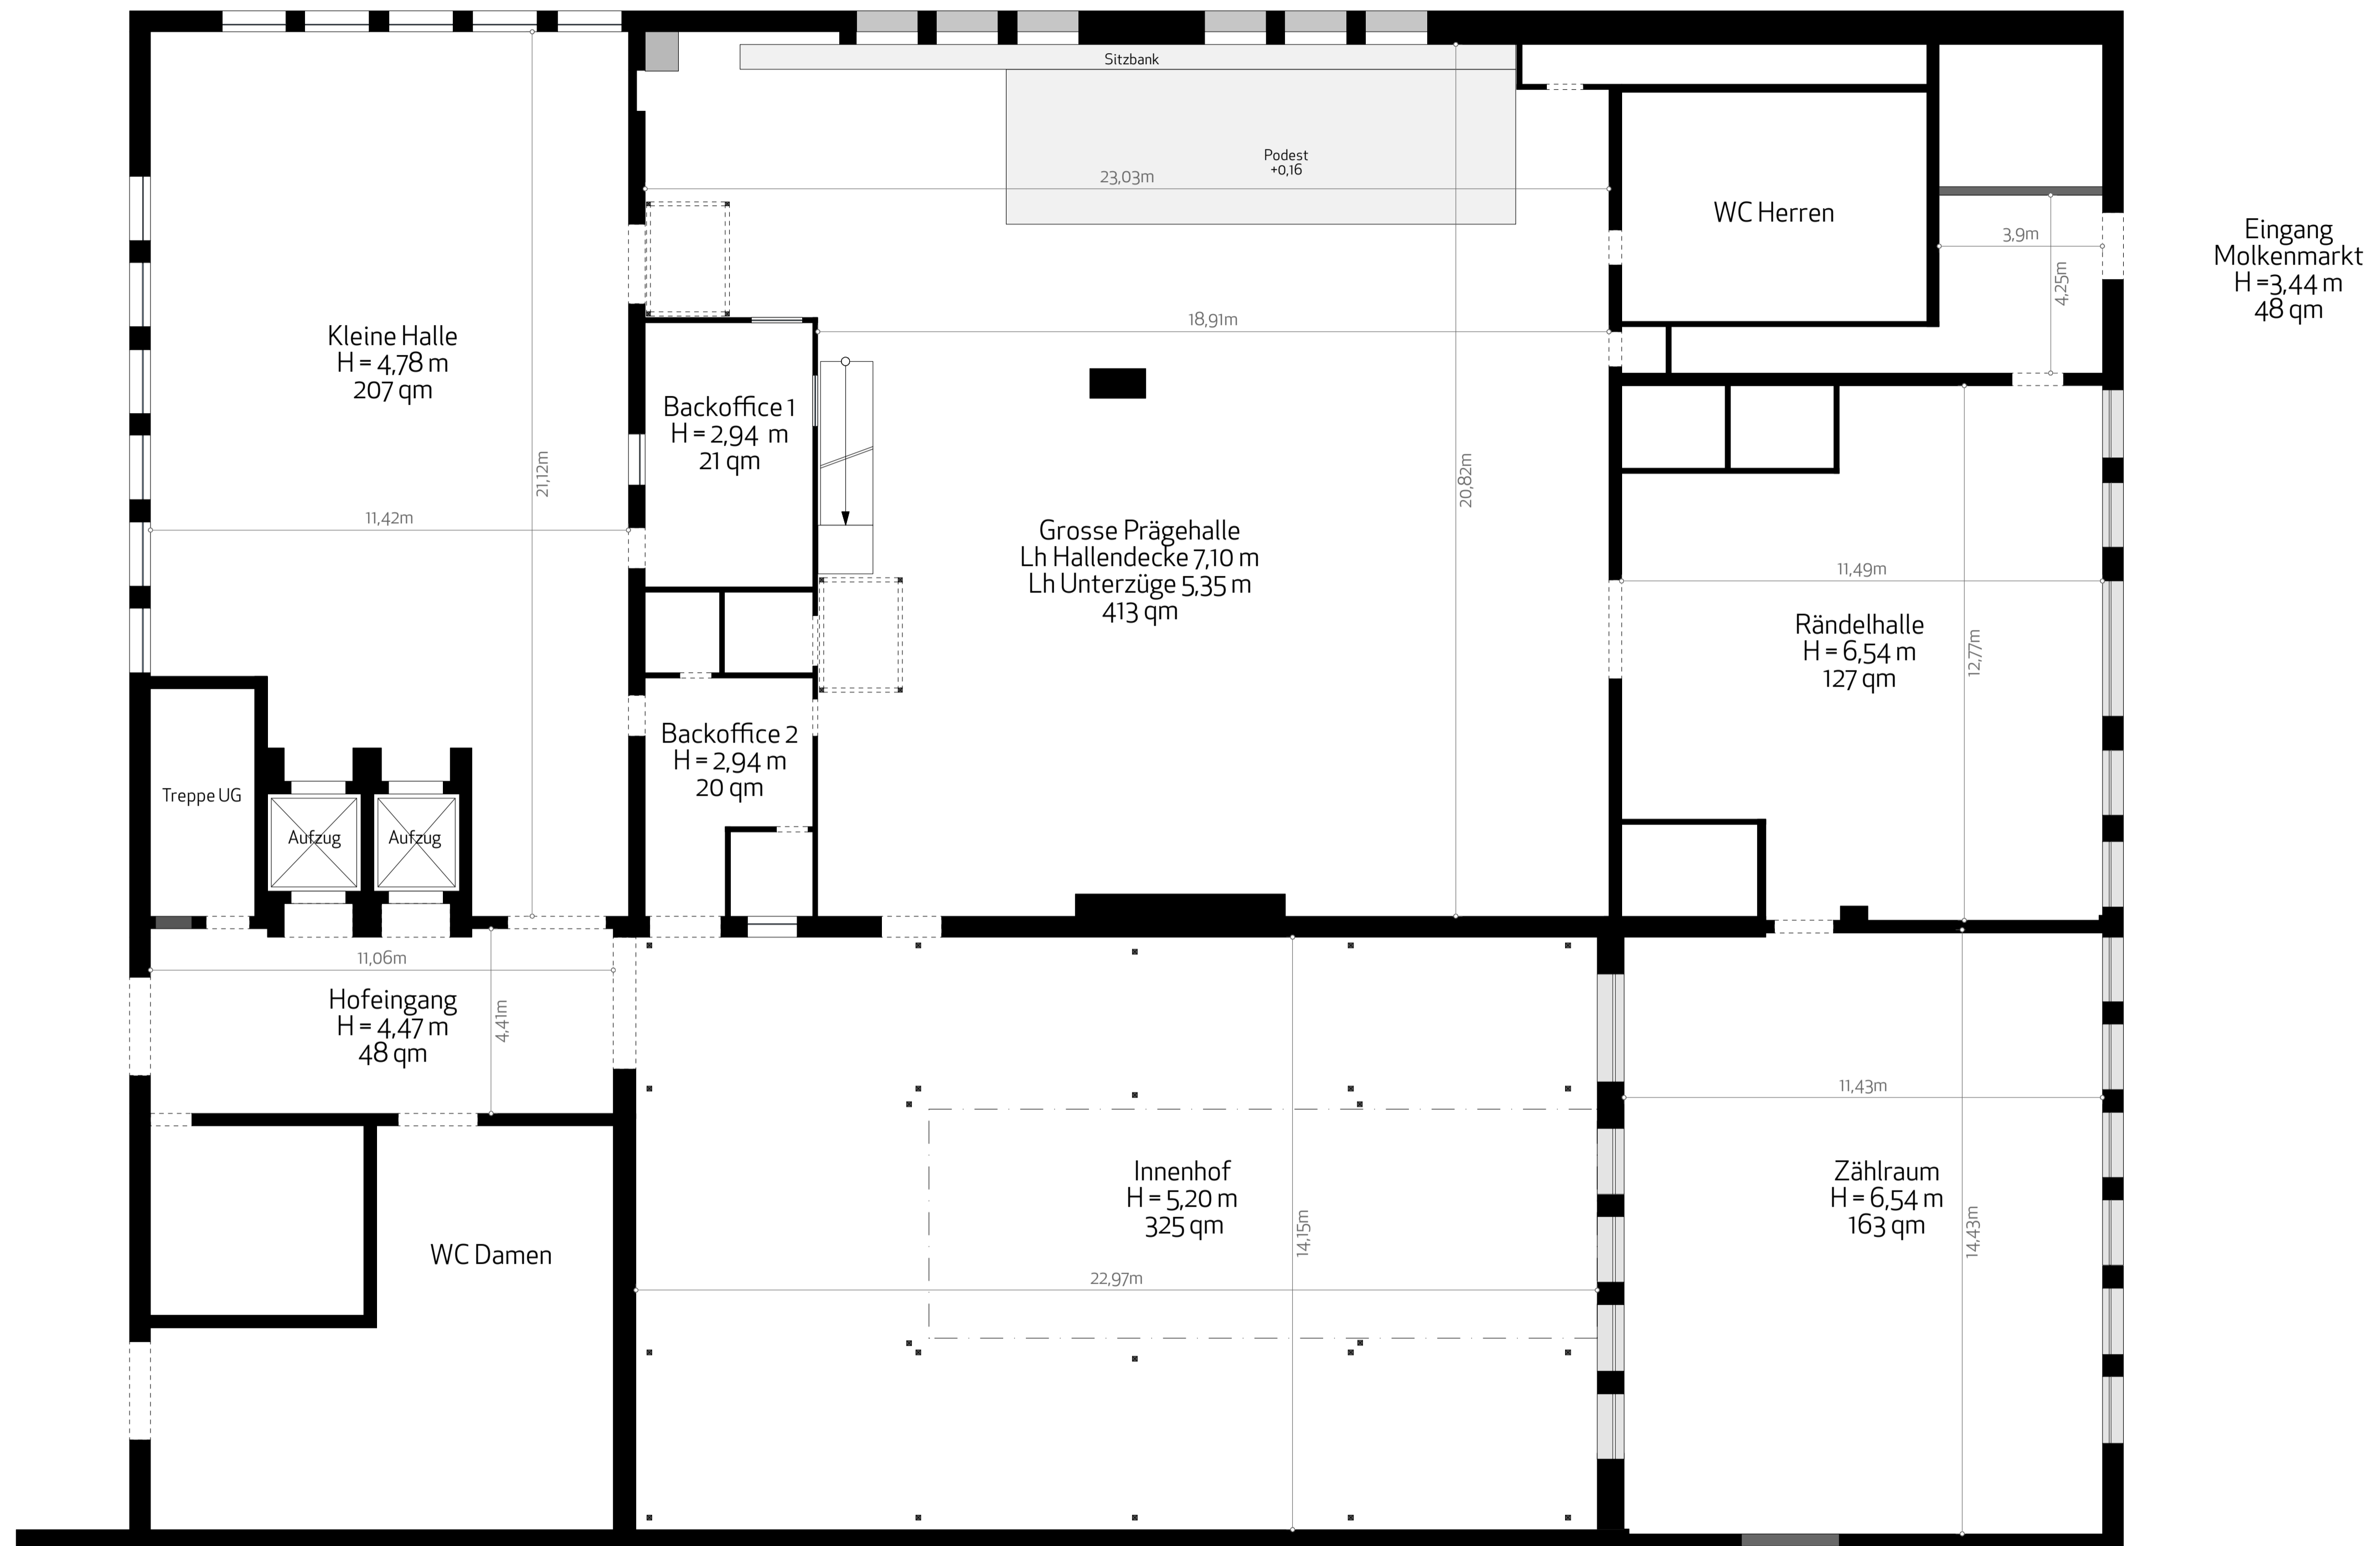 Sitzbank
Podest
+0,16
23,03m
WC Herren
3,9m
4,25m
Eingang
Molkenmarkt
H =3,44 m
48 qm
18,91m
Kleine Halle
H = 4,78 m
207 qm
21,12m
11,42m
Backoffice 1
H = 2,94 m
21 qm
20,82m
Grosse Prägehalle
Lh Hallendecke 7,10 m
Lh Unterzüge 5,35 m
413 qm
11,49m
Rändelhalle
H = 6,54 m
127 qm
12,77m
Backoffice 2
H = 2,94 m
20 qm
Treppe UG
Aufzug
Aufzug
11,06m
Hofeingang
H = 4,47 m
48 qm
4,41m
11,43m
Innenhof
H = 5,20 m
325 qm
14,15m
22,97m
Zählraum
H = 6,54 m
163 qm
14,43m
WC Damen